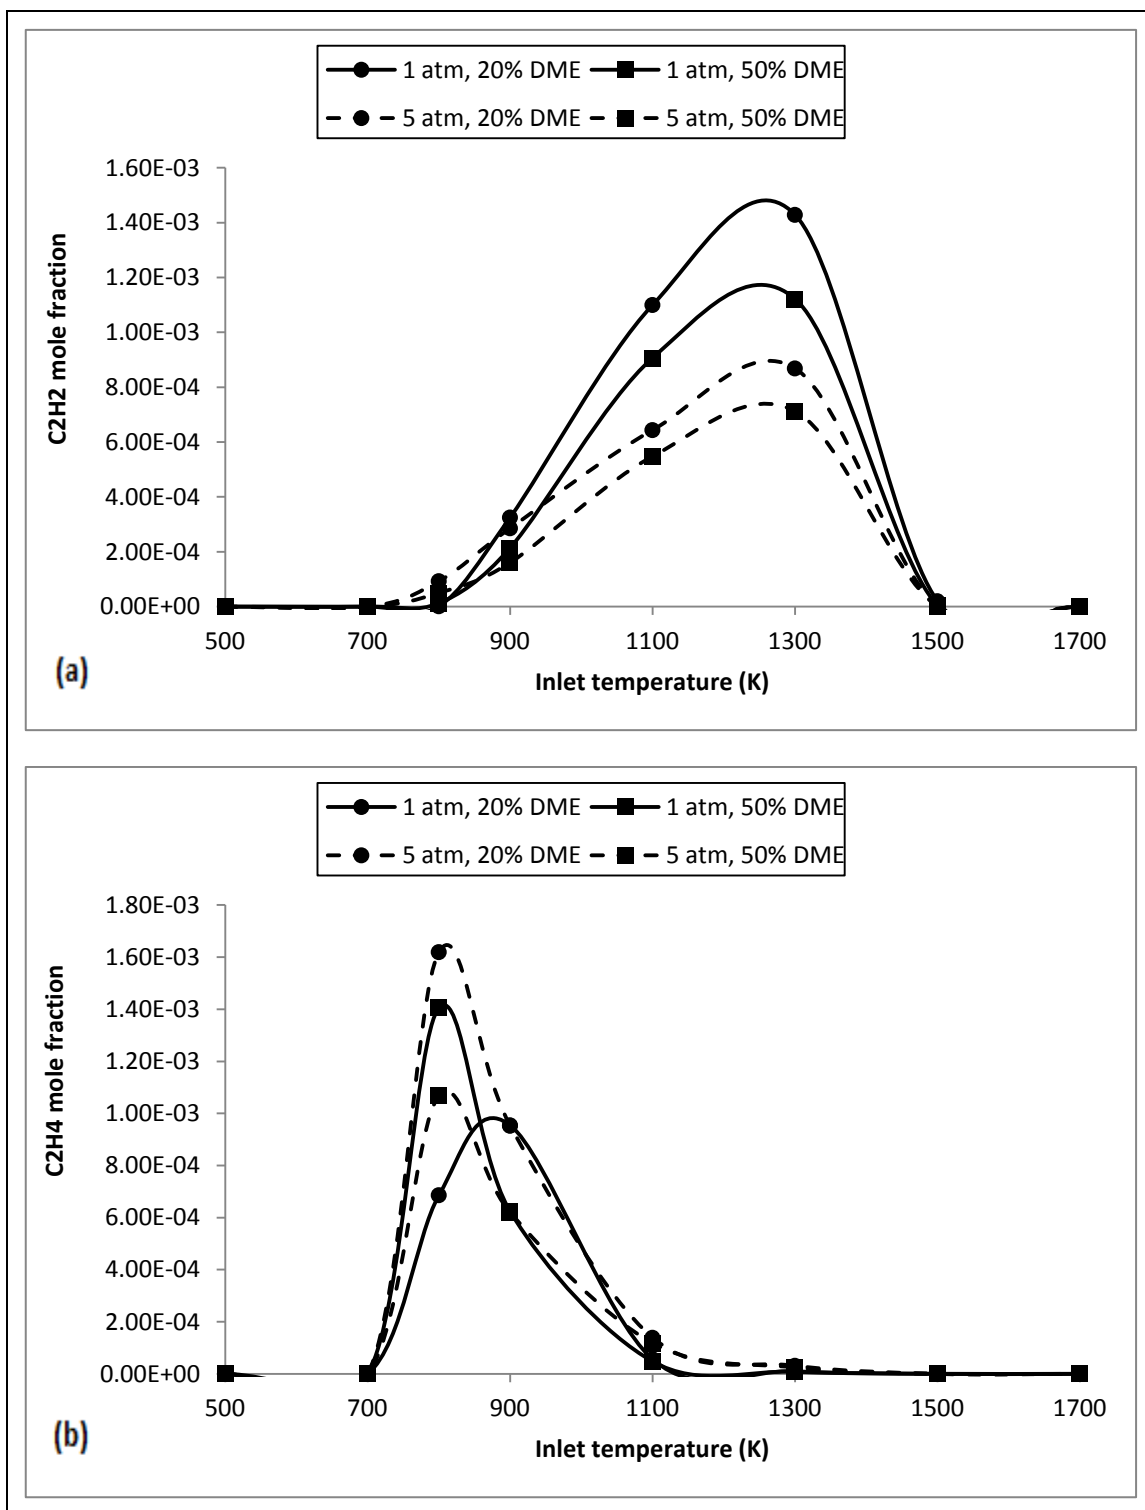 1 atm, 20% DME 1 atm, 50% DME
5 atm, 20% DME 5 atm, 50% DME
1.60E-03
1.40E-03
1.20E-03
1.00E-03
8.00E-04
6.00E-04
4.00E-04
2.00E-04
0.00E+00
C2H2 mole fraction
500 700 900 1100 1300 1500 1700
Inlet temperature (K)
(a)
1 atm, 20% DME 1 atm, 50% DME
5 atm, 20% DME 5 atm, 50% DME
1.80E-03
1.60E-03
1.40E-03
1.20E-03
1.00E-03
8.00E-04
6.00E-04
4.00E-04
2.00E-04
0.00E+00
C2H4 mole fraction
500 700 900 1100 1300 1500 1700
Inlet temperature (K)
(b)